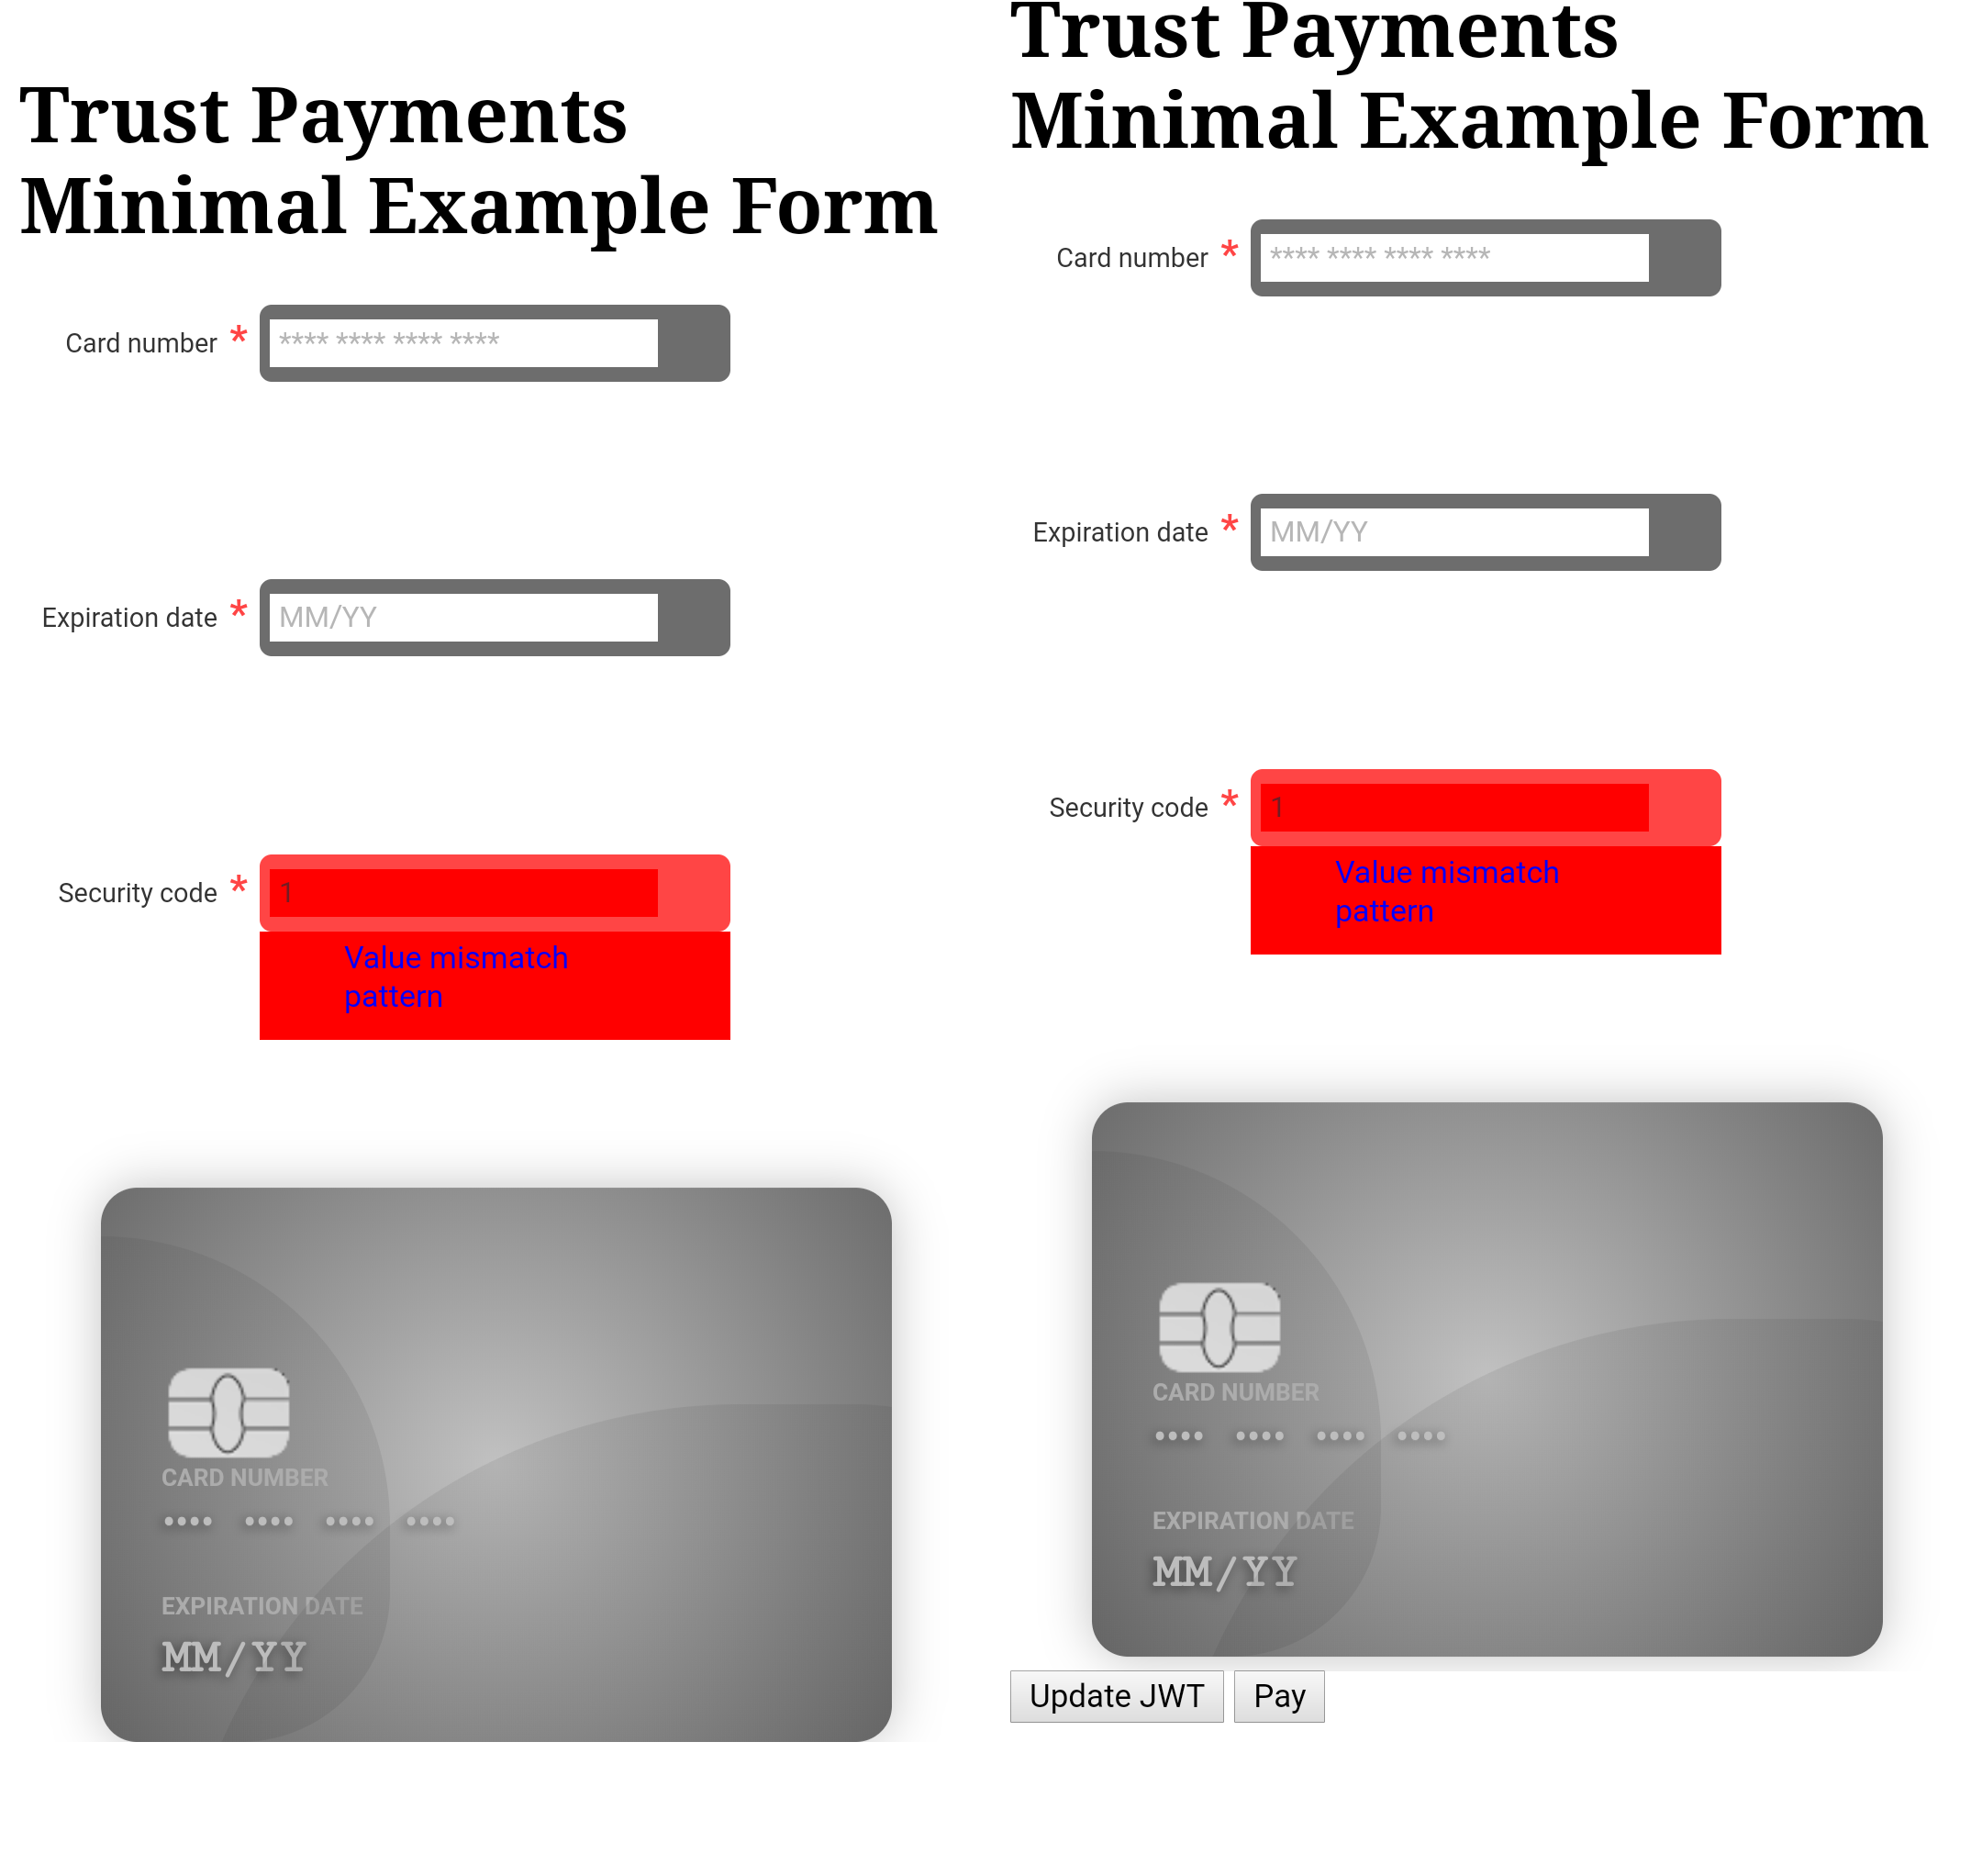 Trust Payments
Minimal Example Form
Card number *
**** **** **** ****
Expiration date *
MM/YY
Security code *
1
Value mismatch
pattern
CARD NUMBER
•••• •••• •••• ••••
EXPIRATION DATE
MM/YY
Trust Payments
Minimal Example Form
Card number *
**** **** **** ****
Expiration date *
MM/YY
Security code *
1
Value mismatch
pattern
CARD NUMBER
•••• •••• •••• ••••
EXPIRATION DATE
MM/YY
Update JWT Pay